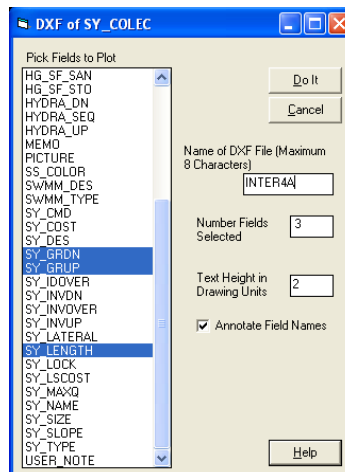 DXF of SY_COLEC
Pick Fields to Plot
HG_SF_SAN
HG_SF_STO
HYDRA_DN
HYDRA_SEQ
HYDRA_UP
MEMO
PICTURE
SS_COLOR
SWMM_DES
SWMM_TYPE
SY_CMD
SY_COST
SY_DES
SY_GRDN
SY_GRUP
SY_IDOVER
SY_INVDN
SY_INVOVER
SY_INVUP
SY_LATERAL
SY_LENGTH
SY_LOCK
SY_LSCOST
SY_MAXQ
SY_NAME
SY_SIZE
SY_SLOPE
SY_TYPE
USER_NOTE
Do It
Cancel
Name of DXF File (Maximum
8 Characters)
INTER4A
Number Fields
Selected
3
Text Height in
Drawing Units
2
Annotate Field Names
Help